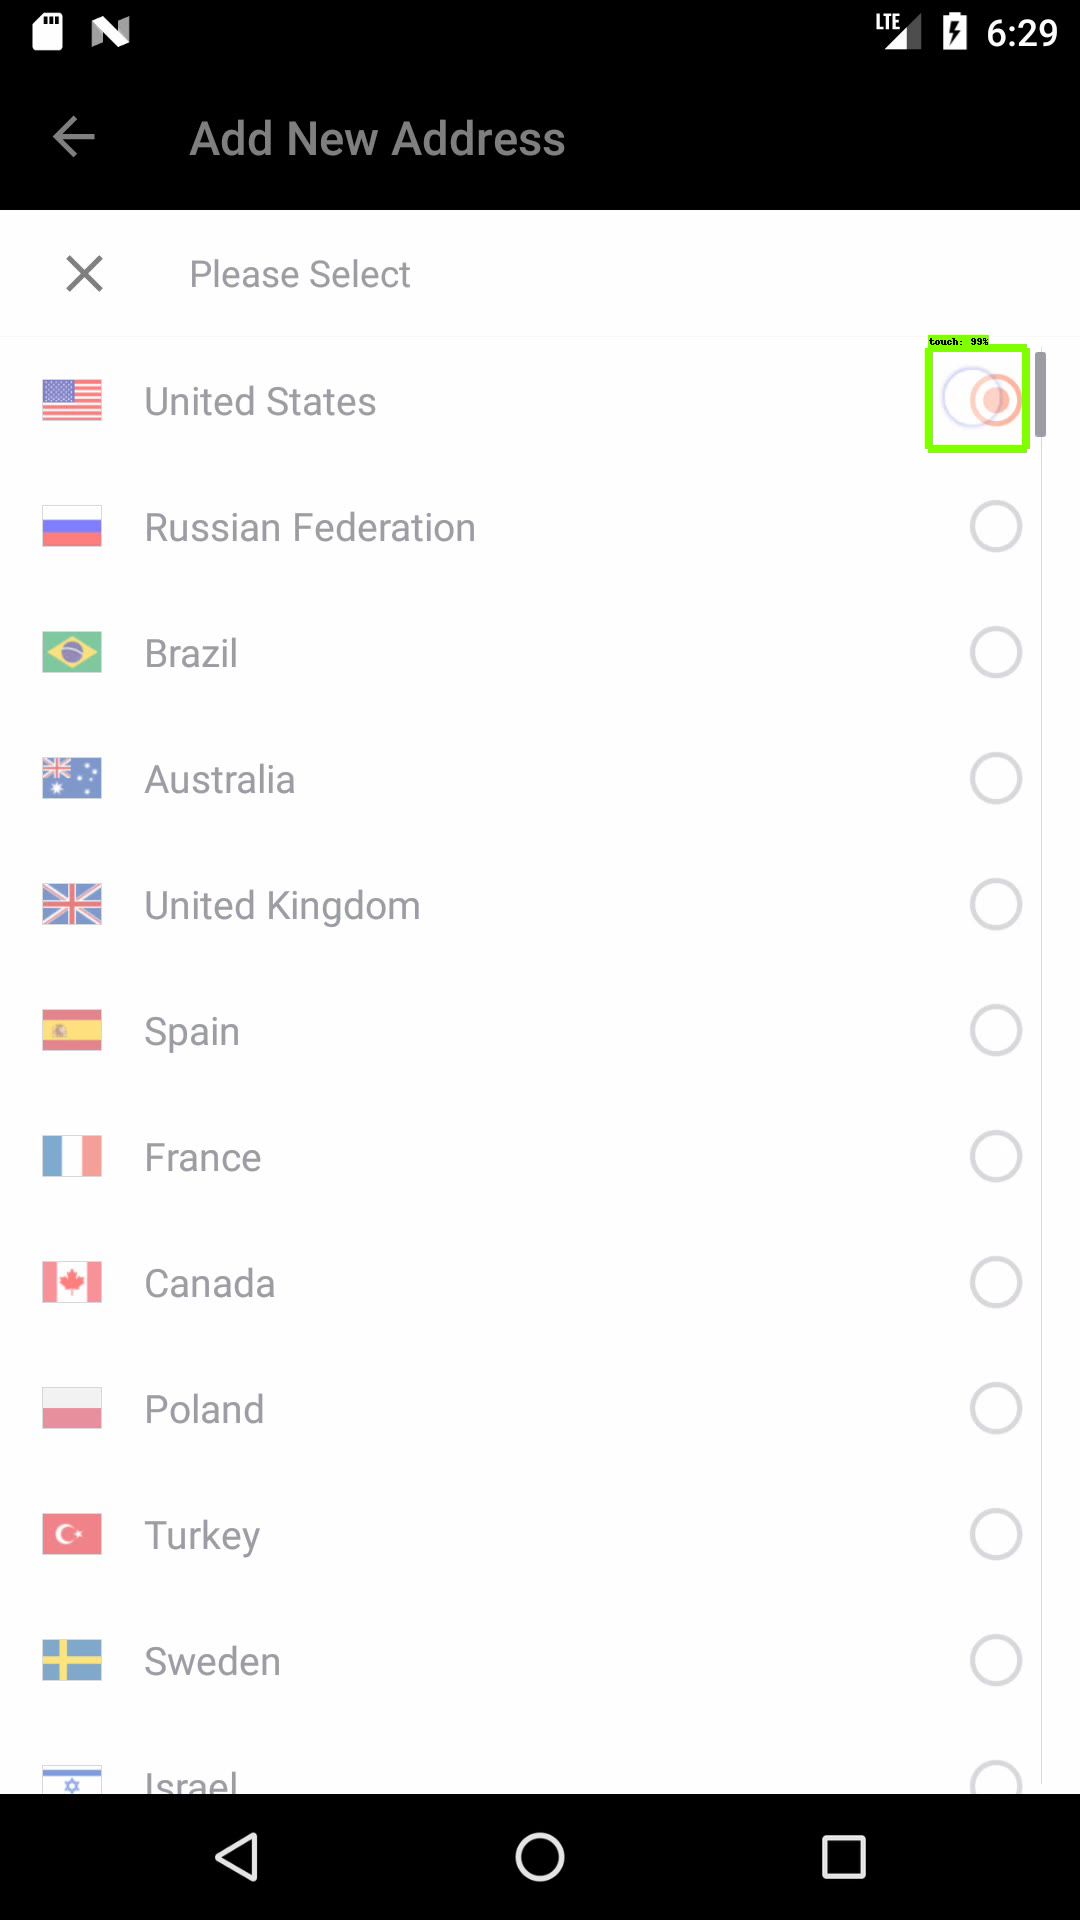 LTE 6:29
Add New Address
Please Select
touch: 99%
United States
Russian Federation
Brazil
Australia
United Kingdom
Spain
France
Canada
Poland
Turkey
Sweden
Israel